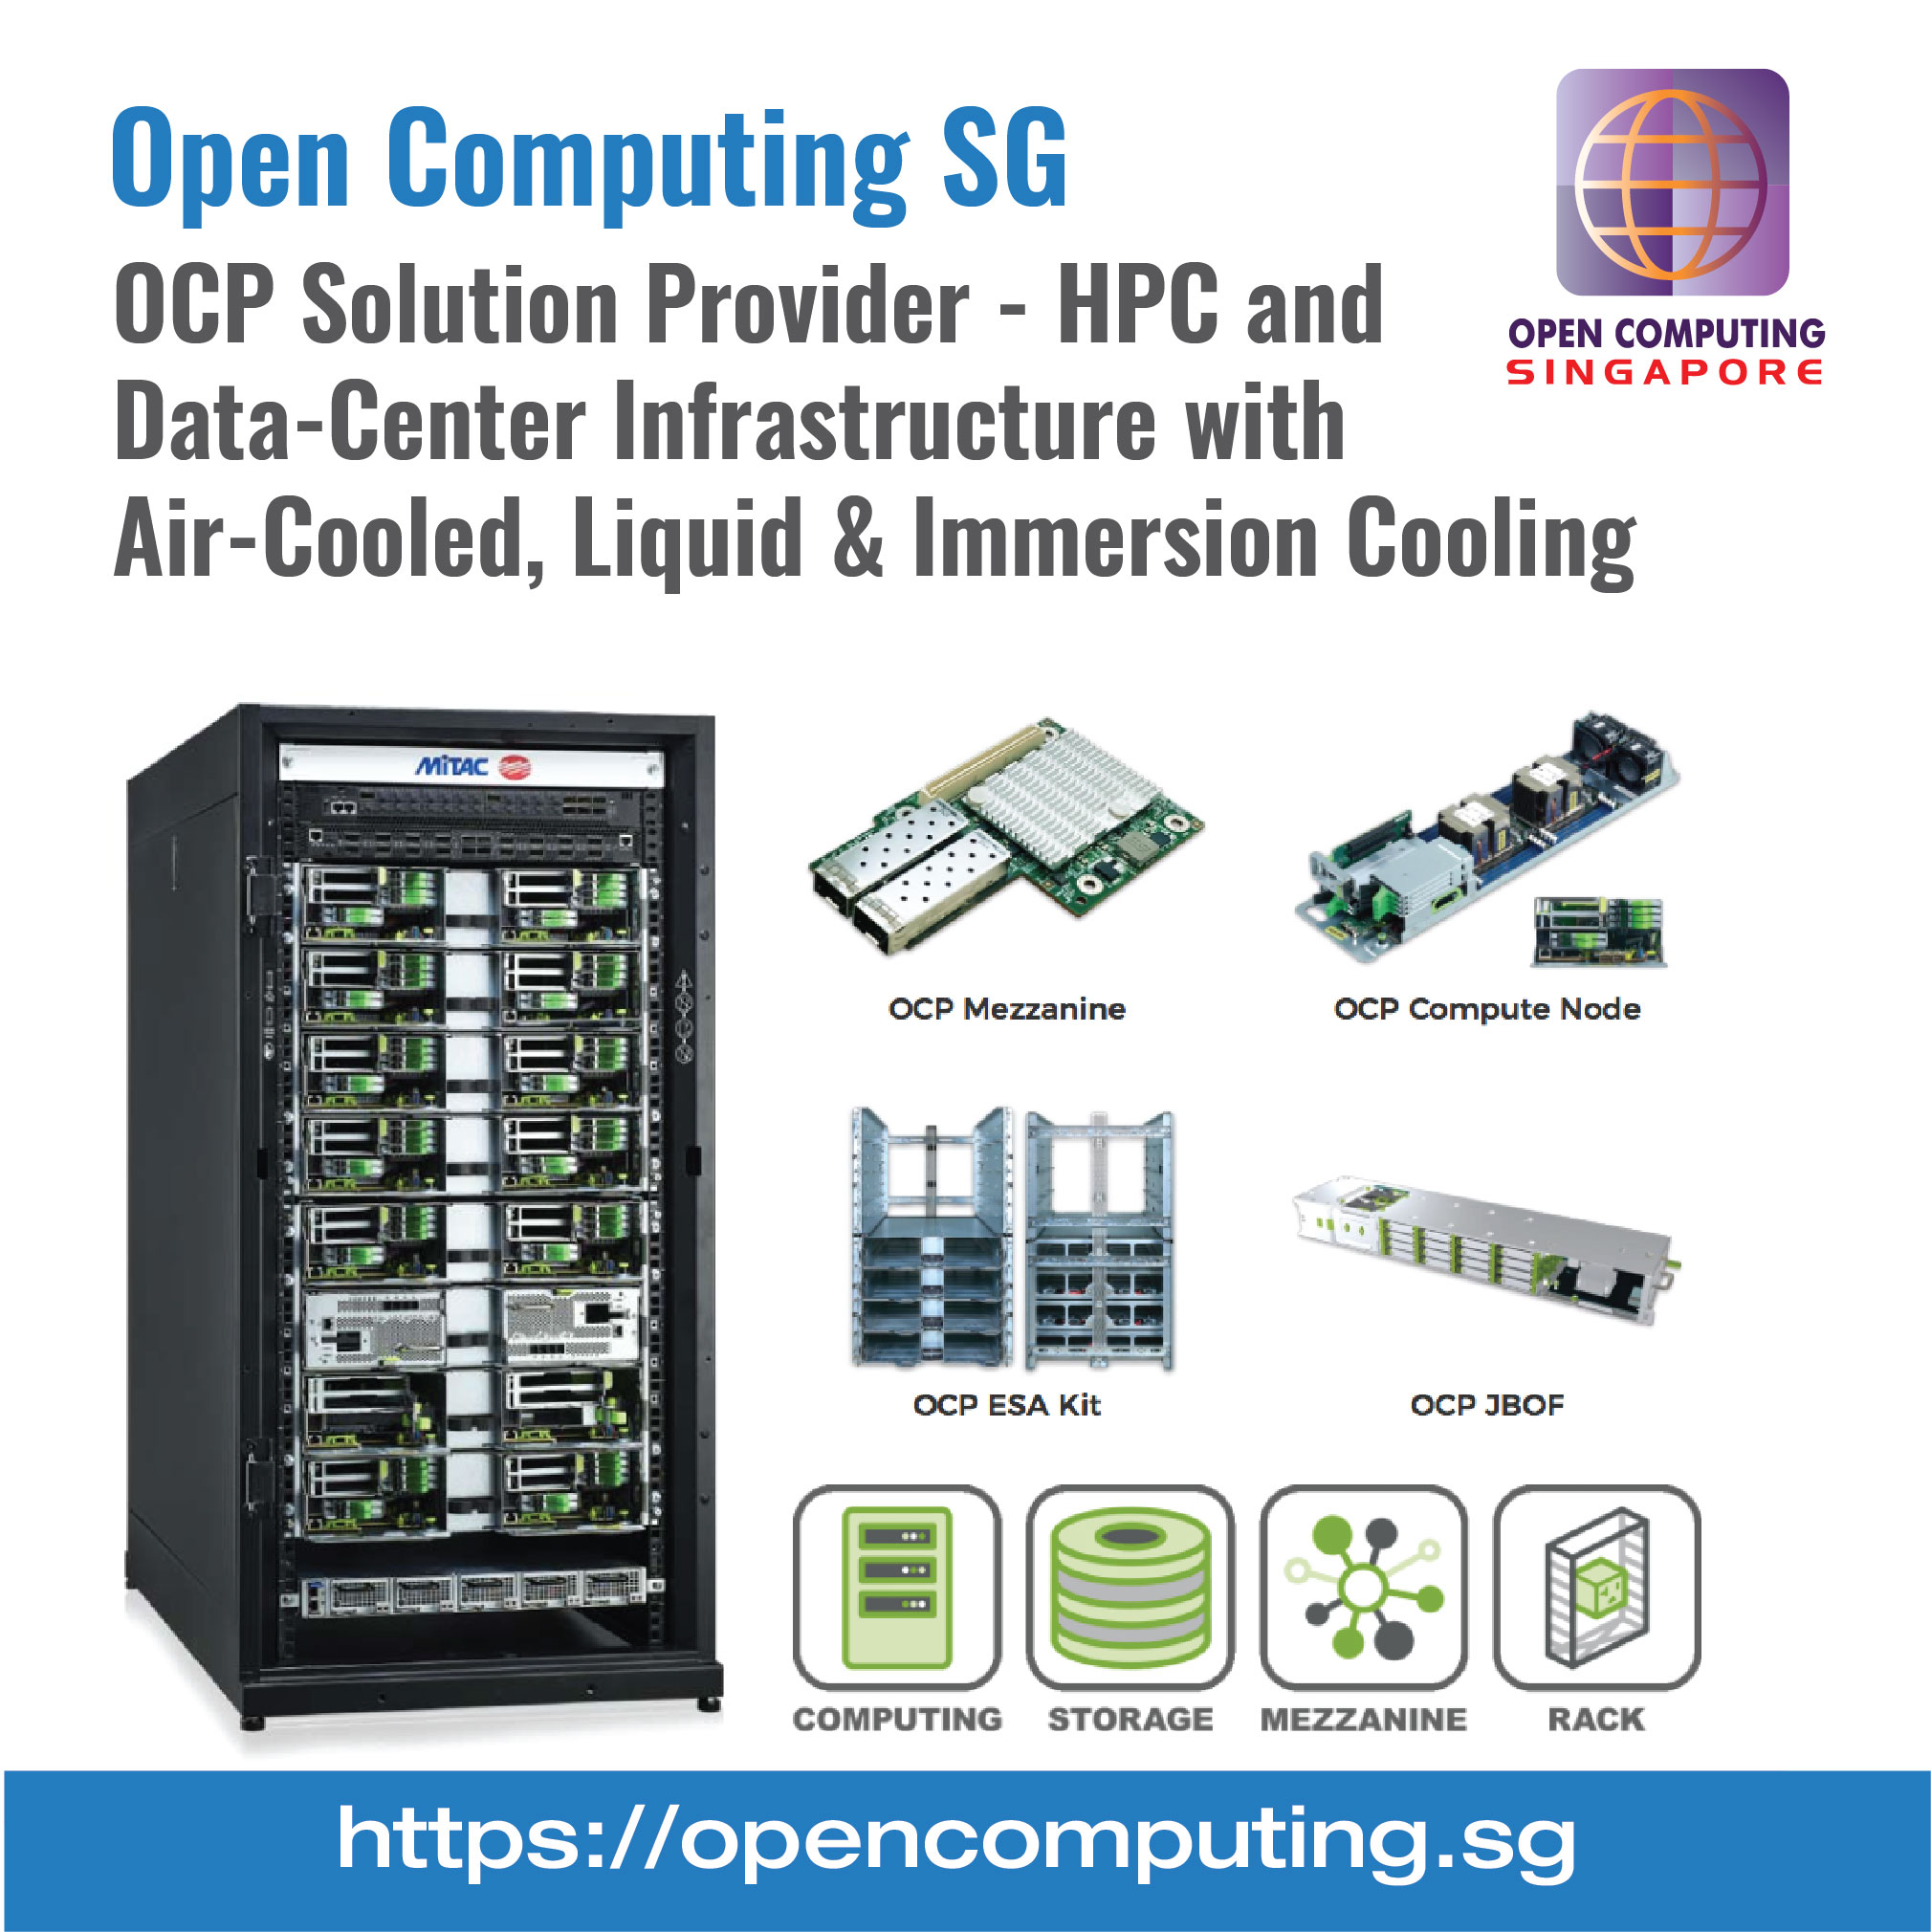 Open Computing SG
OCP Solution Provider - HPC and
Data-Center Infrastructure with
Air-Cooled, Liquid & Immersion Cooling
OPEN COMPUTING
SINGAPORE
MiTAC
OCP Mezzanine
OCP Compute Node
OCP ESA Kit
OCP JBOF
COMPUTING
STORAGE
MEZZANINE
RACK
https://opencomputing.sg